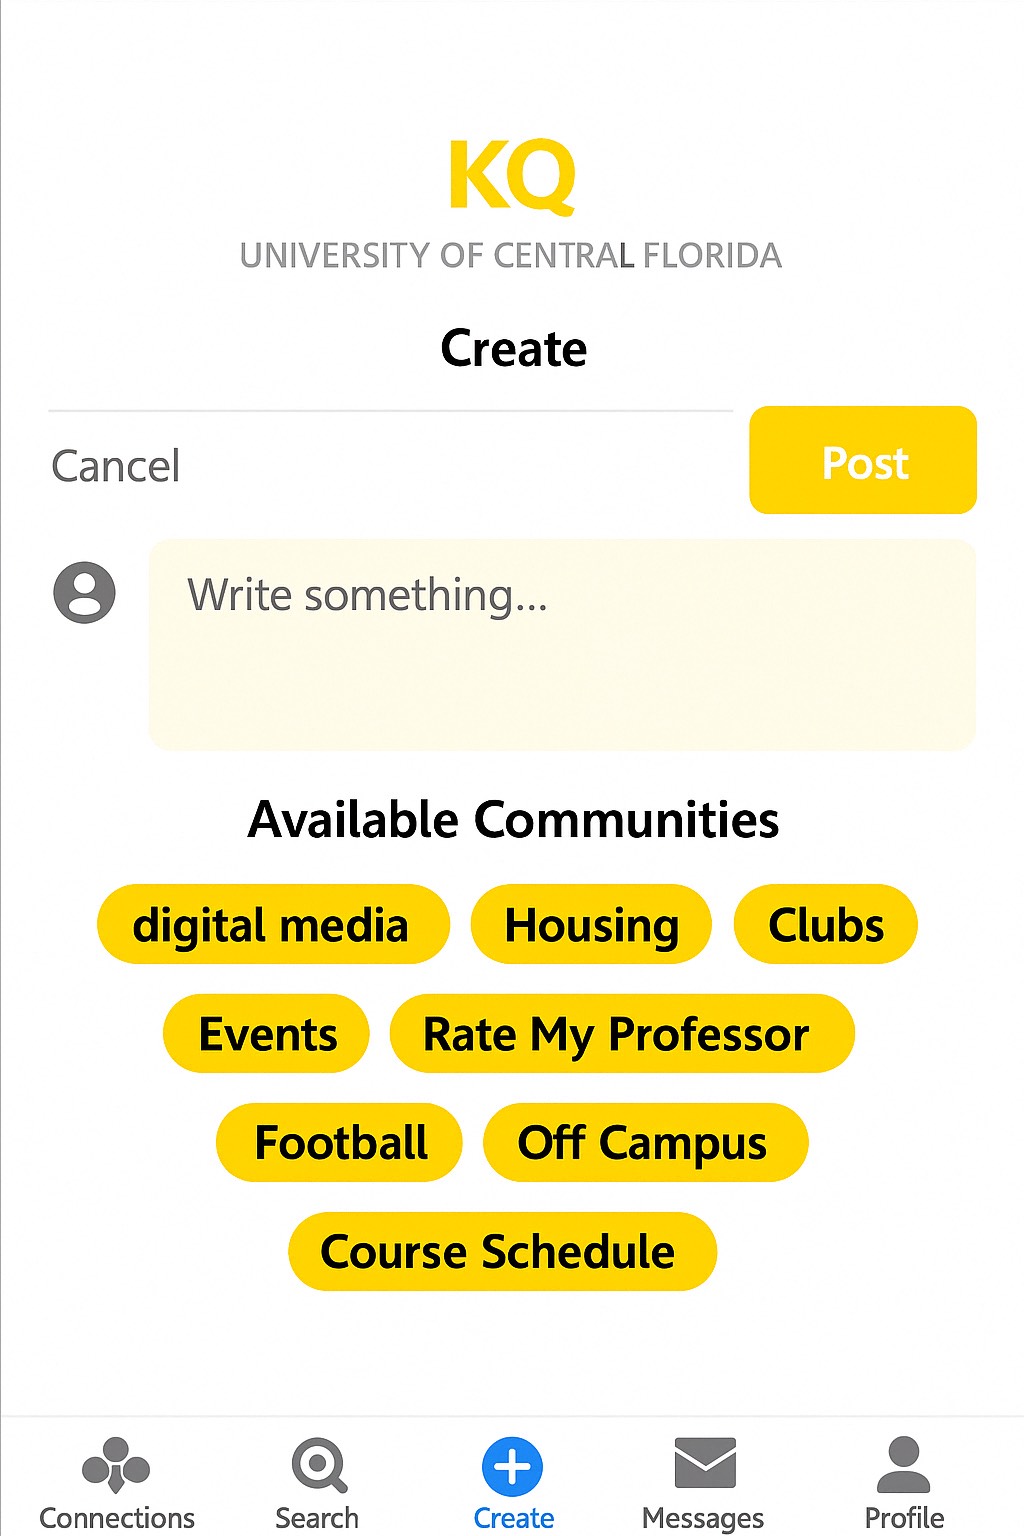 KQ
UNIVERSITY OF CENTRAL FLORIDA
Create
Cancel
Post
Write something...
Available Communities
digital media Housing Clubs
Events Rate My Professor
Football Off Campus
Course Schedule
Connections Search Create Messages Profile